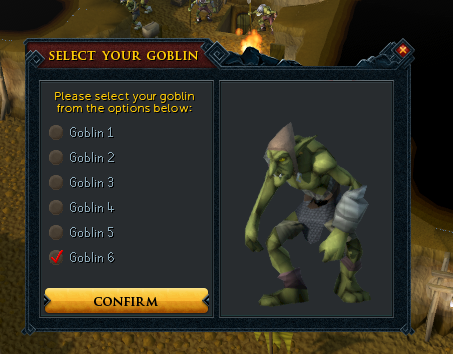 SELECT YOUR GOBLIN
Please select your goblin
from the options below:
Goblin 1
Goblin 2
Goblin 3
Goblin 4
Goblin 5
Goblin 6
CONFIRM